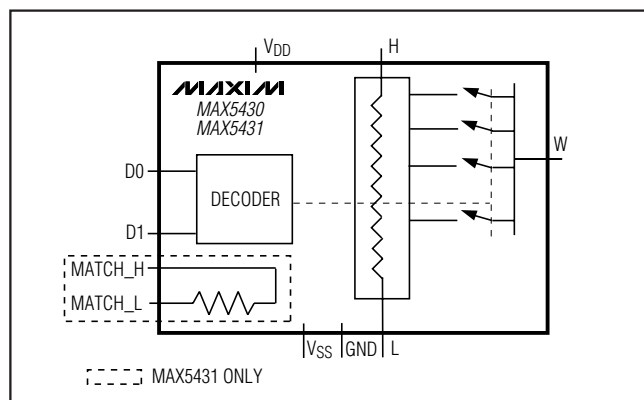 VDD
H
MAXIM
MAX5430
MAX5431
W
D0
DECODER
D1
MATCH_H
MATCH_L
VSS
GND
L
MAX5431 ONLY